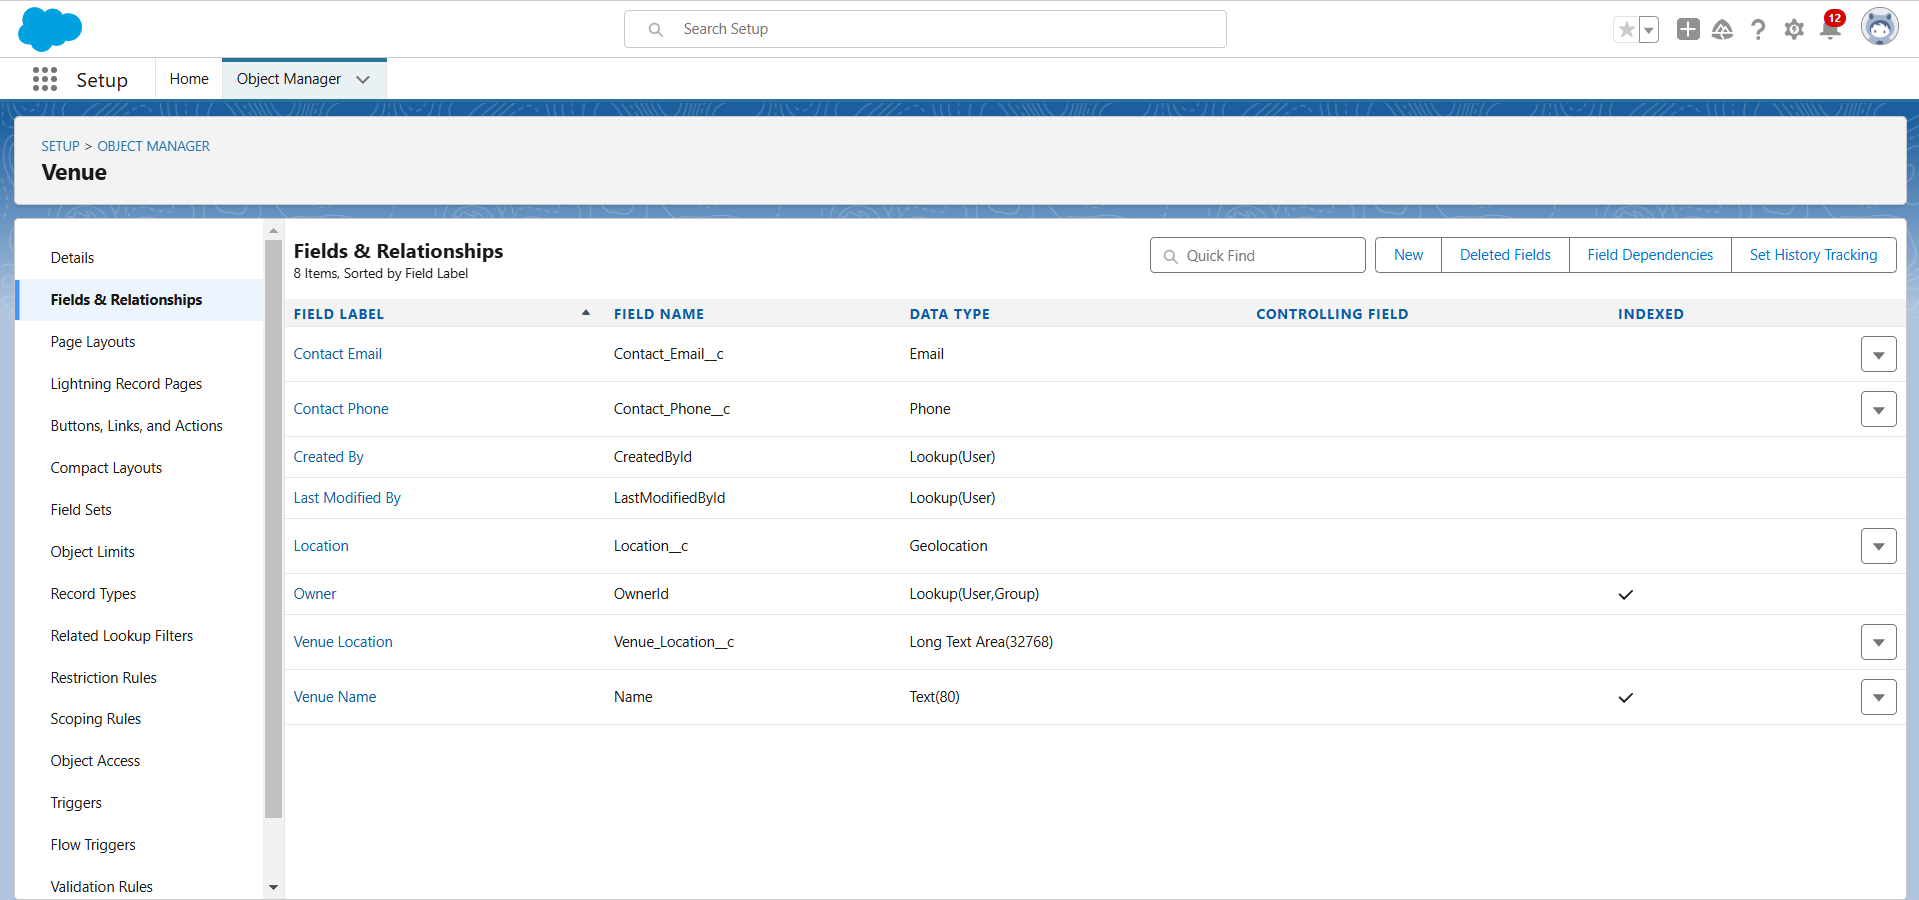 Search Setup
12
Setup
Home
Object Manager
SETUP > OBJECT MANAGER
Venue
Details
Fields & Relationships
Page Layouts
Lightning Record Pages
Buttons, Links, and Actions
Compact Layouts
Field Sets
Object Limits
Record Types
Related Lookup Filters
Restriction Rules
Scoping Rules
Object Access
Triggers
Flow Triggers
Validation Rules
Fields & Relationships
8 Items, Sorted by Field Label
Quick Find
New
Deleted Fields
Field Dependencies
Set History Tracking
FIELD LABEL FIELD NAME DATA TYPE CONTROLLING FIELD INDEXED
Contact Email Contact_Email__c Email
Contact Phone Contact_Phone__c Phone
Created By CreatedById Lookup(User)
Last Modified By LastModifiedById Lookup(User)
Location Location__c Geolocation
Owner OwnerId Lookup(User,Group)
Venue Location Venue_Location__c Long Text Area(32768)
Venue Name Name Text(80)